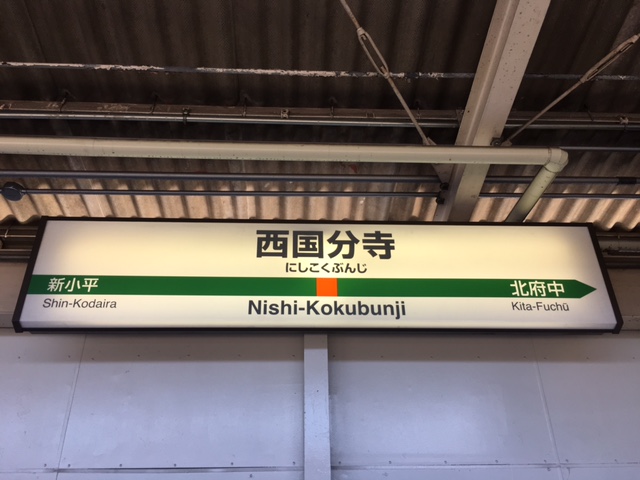 西国分寺
にしこくぶんじ
新小平
北府中
Shin-Kodaira
Nishi-Kokubunji
Kita-Fuchū